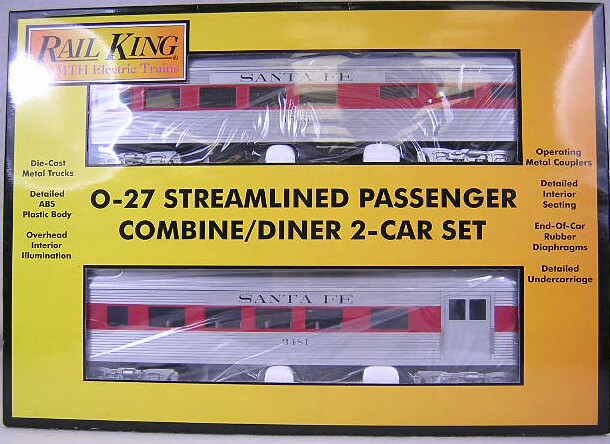 RAIL KING®
MTH Electric Trains
SANTA FE
Die-Cast
Metal Trucks
Detailed
ABS
Plastic Body
Overhead
Interior
Illumination
O-27 STREAMLINED PASSENGER
COMBINE/DINER 2-CAR SET
Operating
Metal Couplers
Detailed
Interior
Seating
End-Of-Car
Rubber
Diaphragms
Detailed
Undercarriage
SANTA FE
3481